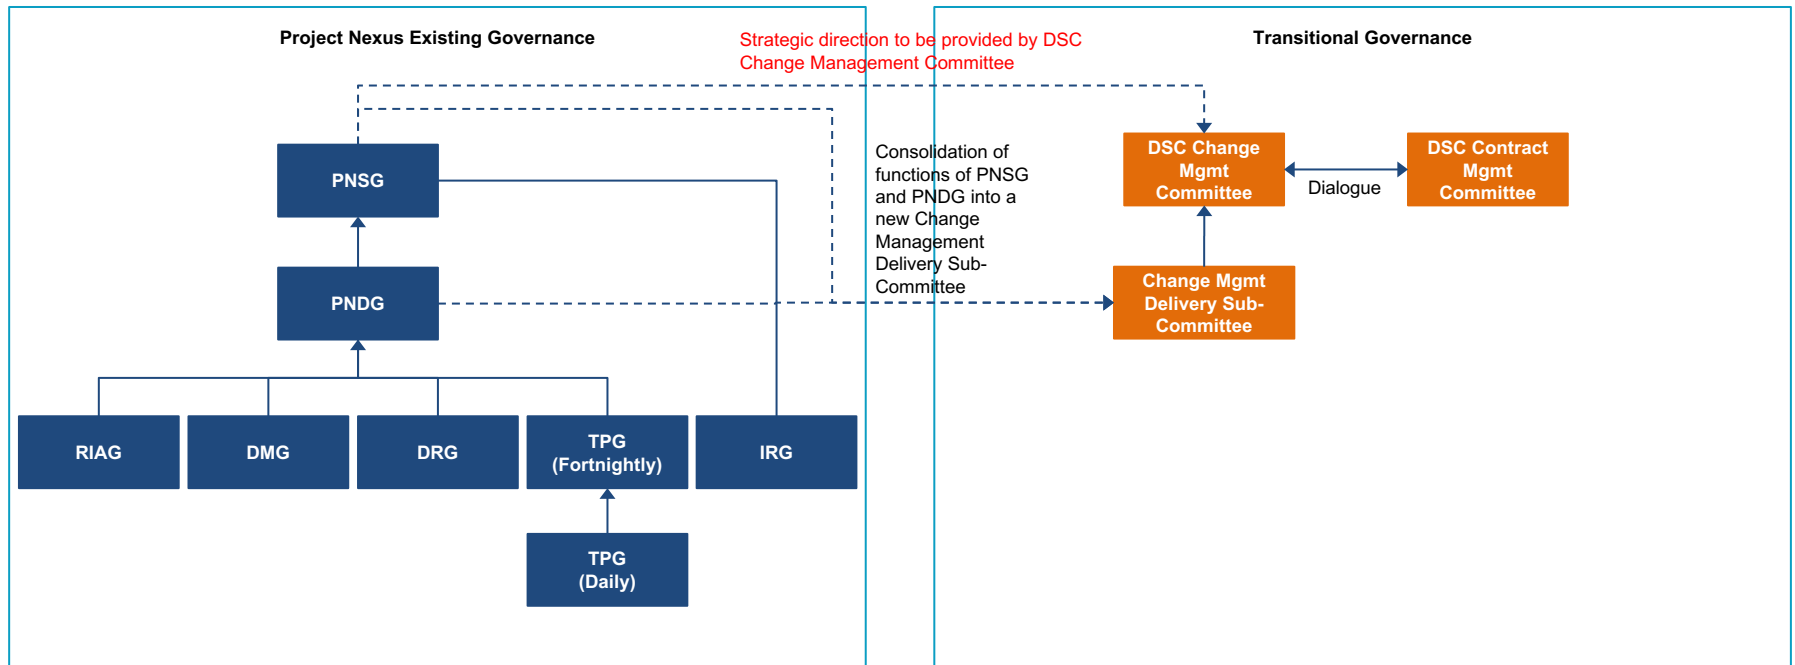 Project Nexus Existing Governance
Strategic direction to be provided by DSC
Change Management Committee
Transitional Governance
PNSG
Consolidation of
functions of PNSG
and PNDG into a
new Change
Management
Delivery Sub-
Committee
DSC Change
Mgmt
Committee
Dialogue
DSC Contract
Mgmt
Committee
PNDG
Change Mgmt
Delivery Sub-
Committee
RIAG
DMG
DRG
TPG
(Fortnightly)
IRG
TPG
(Daily)